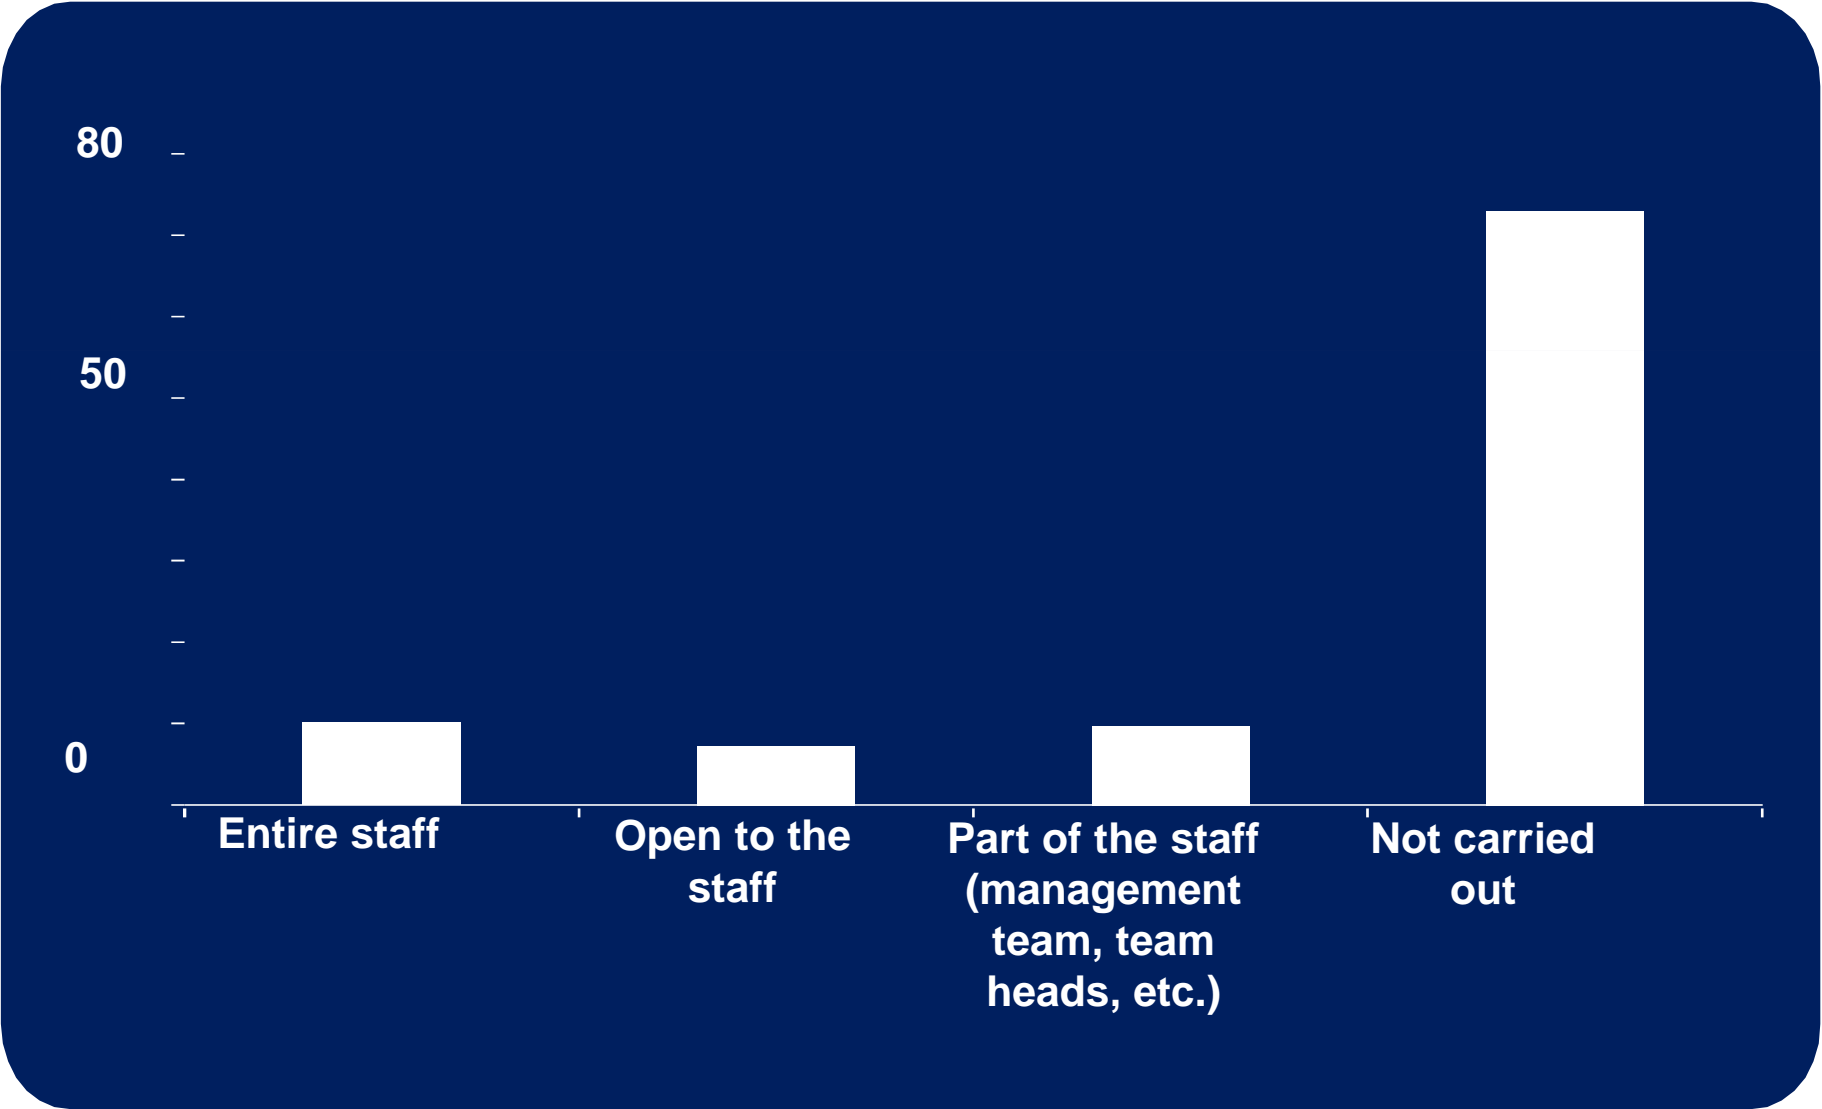 80
50
0
Entire staff
Open to the
staff
Part of the staff
(management
team, team
heads, etc.)
Not carried
out